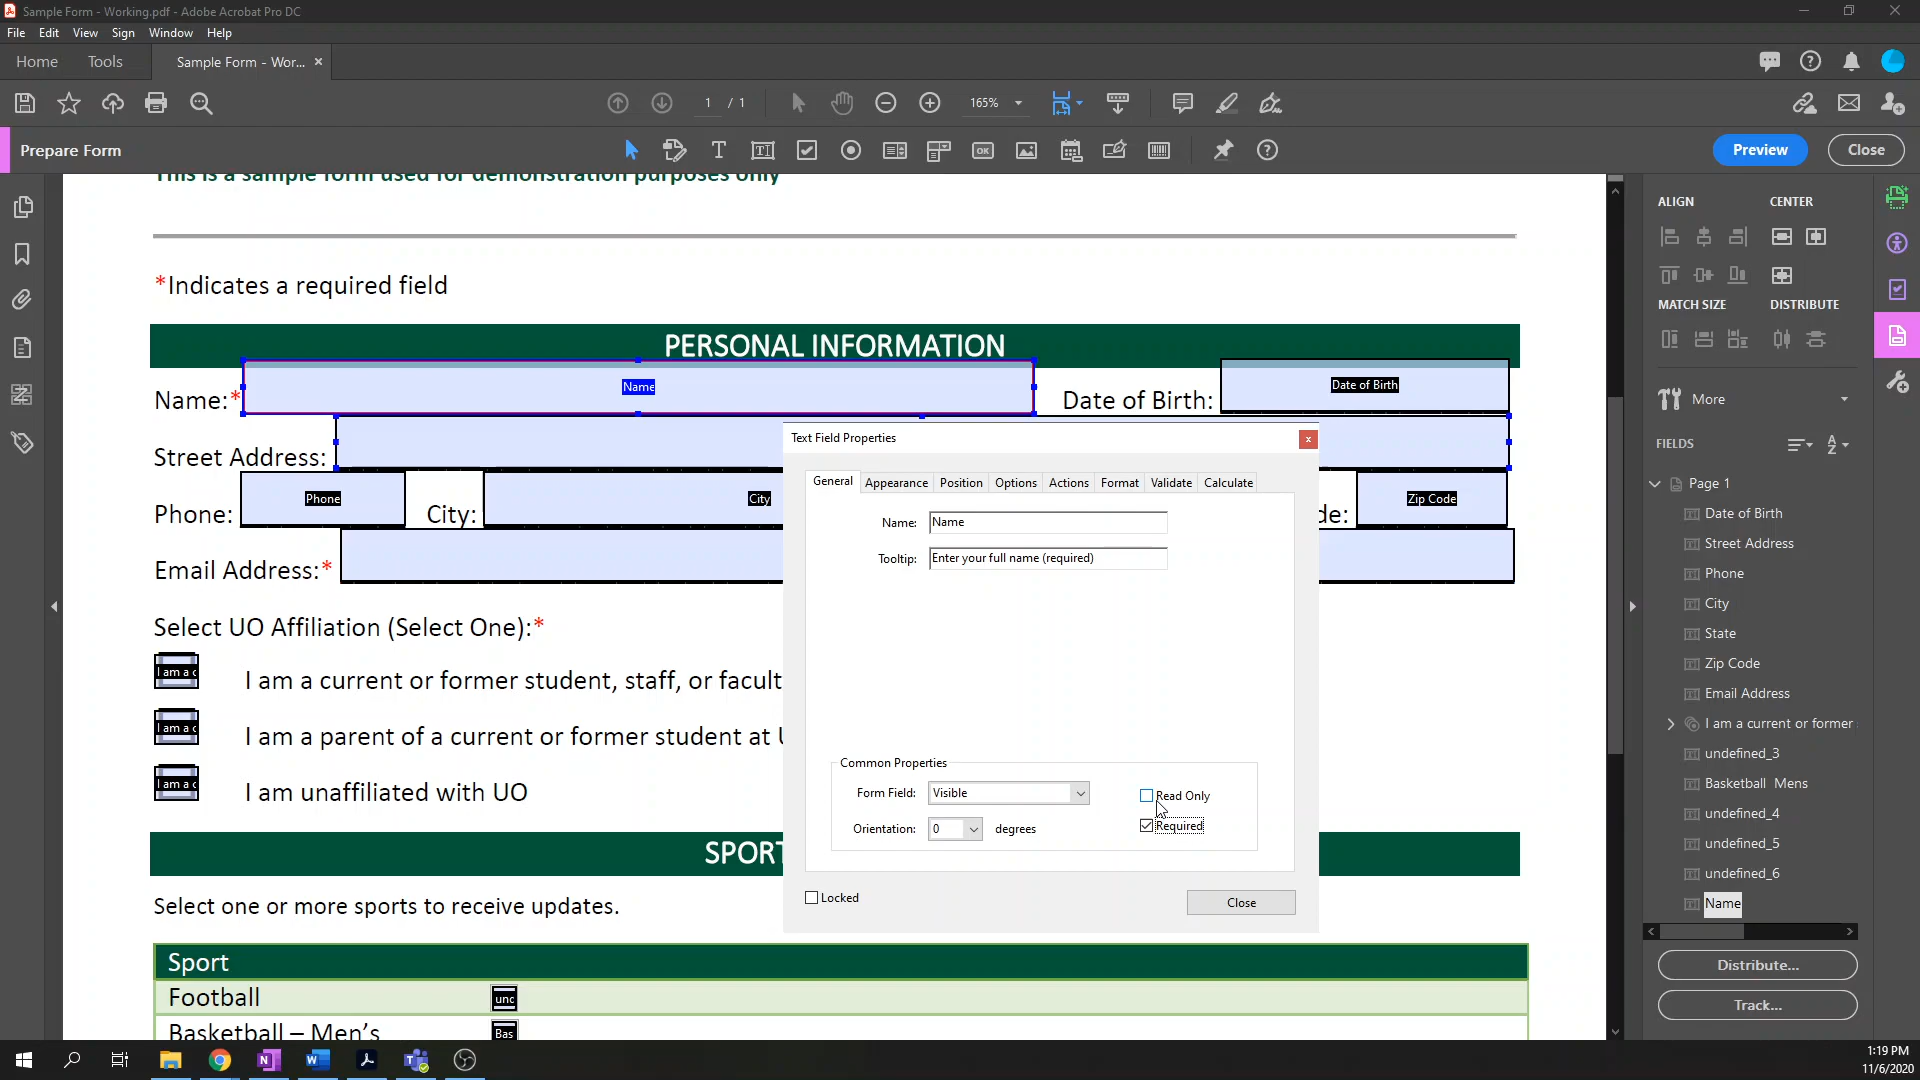 Sample Form - Working.pdf - Adobe Acrobat Pro DC
File Edit View Sign Window Help
Home Tools Sample Form - Wor... ×
1 / 1 165%
Prepare Form
Preview Close
This is a sample form used for demonstration purposes only
*Indicates a required field
PERSONAL INFORMATION
Name:* Name Date of Birth: Date of Birth
Street Address:
Phone: Phone City: City de: Zip Code
Email Address:*
Select UO Affiliation (Select One):*
I am a c I am a current or former student, staff, or facult
I am a c I am a parent of a current or former student at U
I am a c I am unaffiliated with UO
SPORT
Select one or more sports to receive updates.
Sport
Football unc
Basketball – Men's Bas
Text Field Properties
General Appearance Position Options Actions Format Validate Calculate
Name: Name
Tooltip: Enter your full name (required)
Common Properties
Form Field: Visible Read Only
Orientation: 0 degrees Required
Locked Close
ALIGN CENTER
MATCH SIZE DISTRIBUTE
More
FIELDS
Page 1
Date of Birth
Street Address
Phone
City
State
Zip Code
Email Address
I am a current or former
undefined_3
Basketball Mens
undefined_4
undefined_5
undefined_6
Name
Distribute...
Track...
1:19 PM
11/6/2020